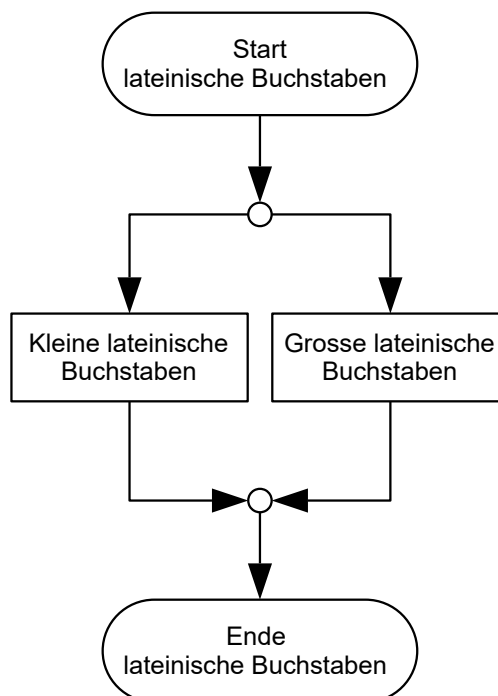 Start
lateinische Buchstaben
Kleine lateinische
Buchstaben
Grosse lateinische
Buchstaben
Ende
lateinische Buchstaben